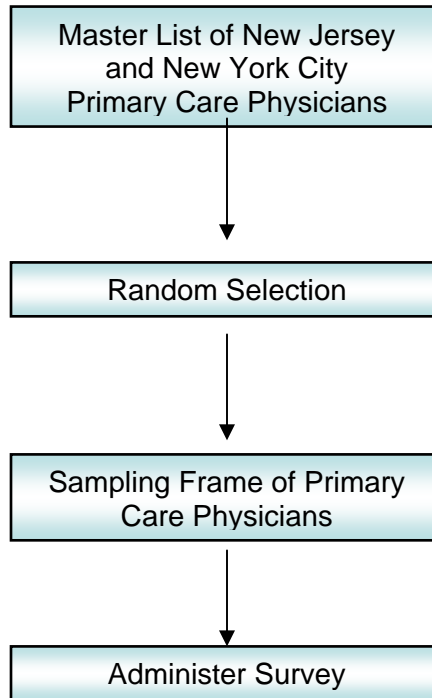 Master List of New Jersey
and New York City
Primary Care Physicians
Random Selection
Sampling Frame of Primary
Care Physicians
Administer Survey